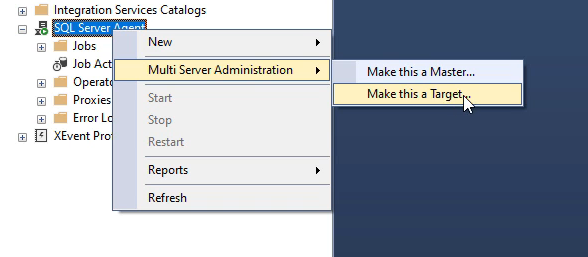 Integration Services Catalogs
SQL Server Agent
Jobs
Job Act
Operato
Proxies
Error Lo
XEvent Prof
New
Multi Server Administration
Start
Stop
Restart
Reports
Refresh
Make this a Master...
Make this a Target...